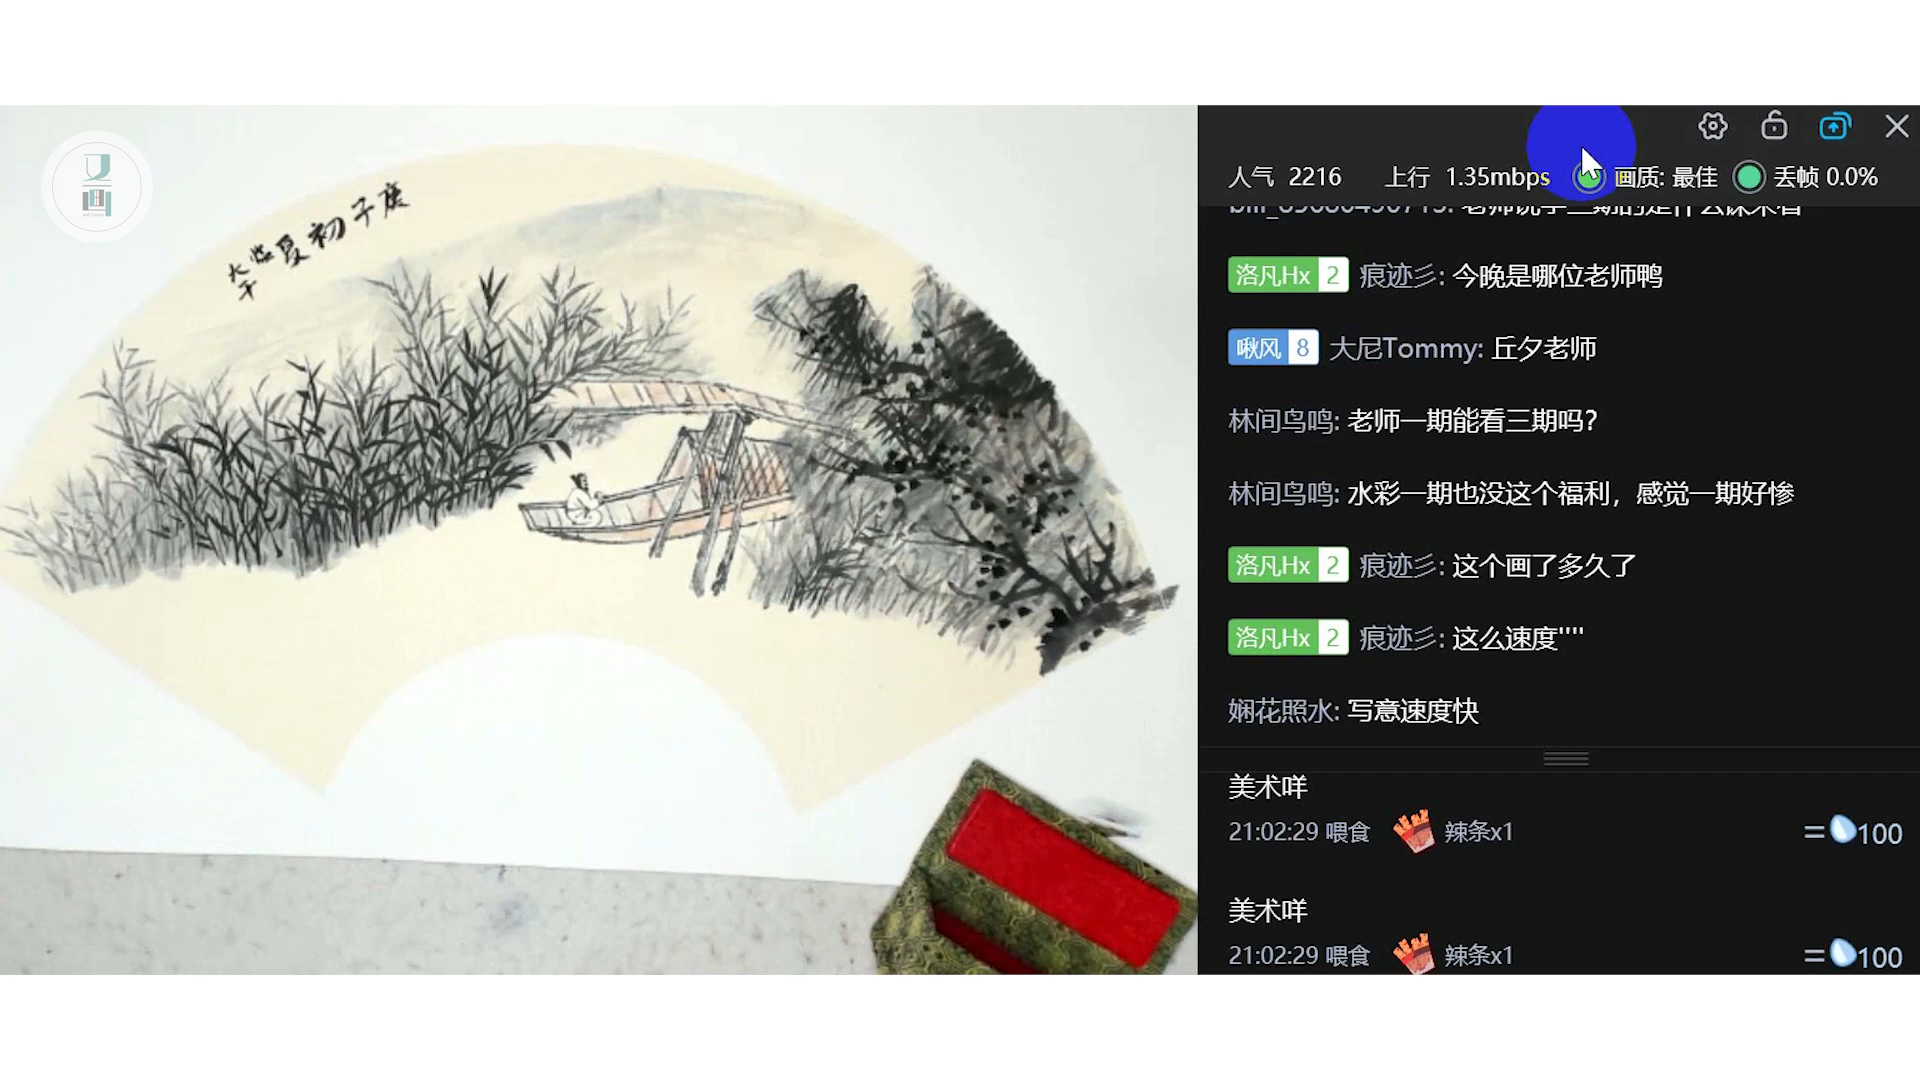 庚子初夏
大千
人气 2216 上行 1.35mbps 画质: 最佳 丢帧 0.0%
洛凡Hx 2 痕迹彡: 今晚是哪位老师鸭
啾风 8 大尼Tommy: 丘夕老师
林间鸟鸣: 老师一期能看三期吗?
林间鸟鸣: 水彩一期也没这个福利，感觉一期好惨
洛凡Hx 2 痕迹彡: 这个画了多久了
洛凡Hx 2 痕迹彡: 这么速度""
娴花照水: 写意速度快
美术咩
21:02:29 喂食 辣条x1 =100
美术咩
21:02:29 喂食 辣条x1 =100